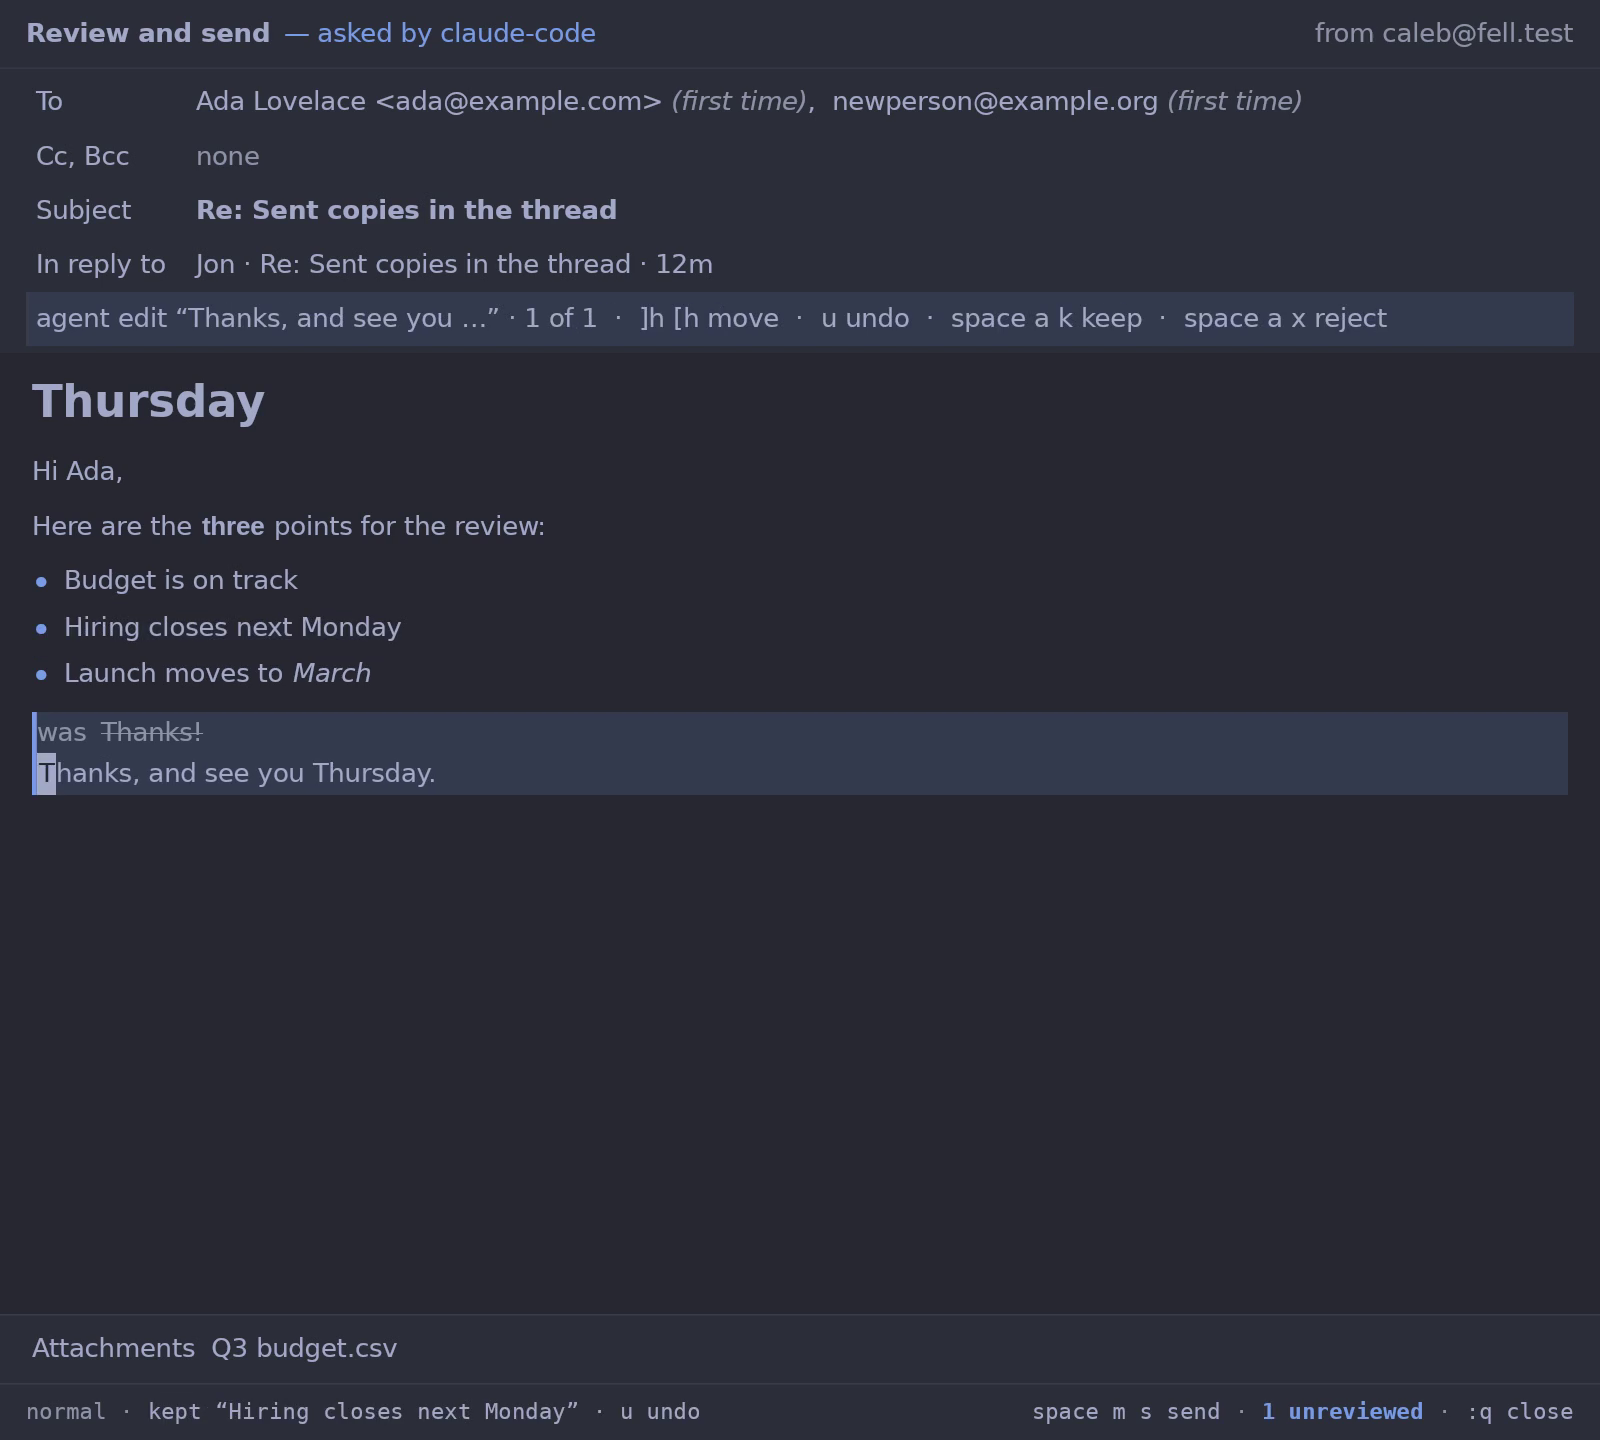 Review and send — asked by claude-code from caleb@fell.test
To Ada Lovelace <ada@example.com> (first time), newperson@example.org (first time)
Cc, Bcc none
Subject Re: Sent copies in the thread
In reply to Jon · Re: Sent copies in the thread · 12m
agent edit “Thanks, and see you …” · 1 of 1 · ]h [h move · u undo · space a k keep · space a x reject
Thursday
Hi Ada,
Here are the three points for the review:
• Budget is on track
• Hiring closes next Monday
• Launch moves to March
was Thanks!
Thanks, and see you Thursday.
Attachments Q3 budget.csv
normal · kept “Hiring closes next Monday” · u undo space m s send · 1 unreviewed · :q close